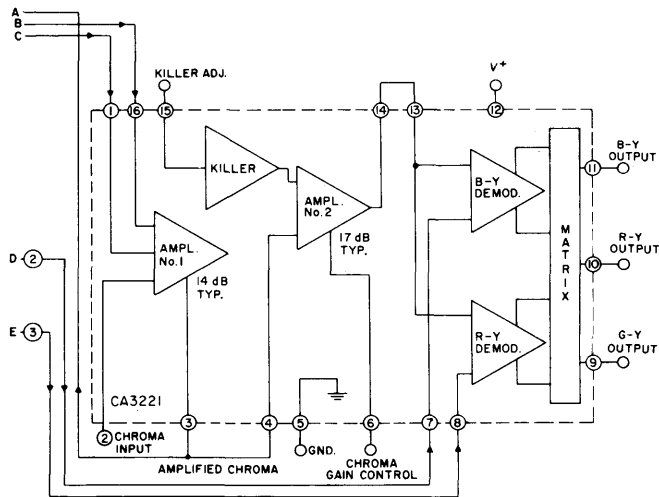 A
B
C
KILLER ADJ.
V+
1
16
15
14
13
12
KILLER
AMPL.
No.2
17 dB
TYP.
AMPL.
No.1
14 dB
TYP.
B-Y
DEMOD.
R-Y
DEMOD.
MATRIX
11
B-Y
OUTPUT
10
R-Y
OUTPUT
9
G-Y
OUTPUT
D 2
E 3
CA3221
2 CHROMA
INPUT
3
4
5
6
7
8
AMPLIFIED CHROMA
GND.
CHROMA
GAIN CONTROL